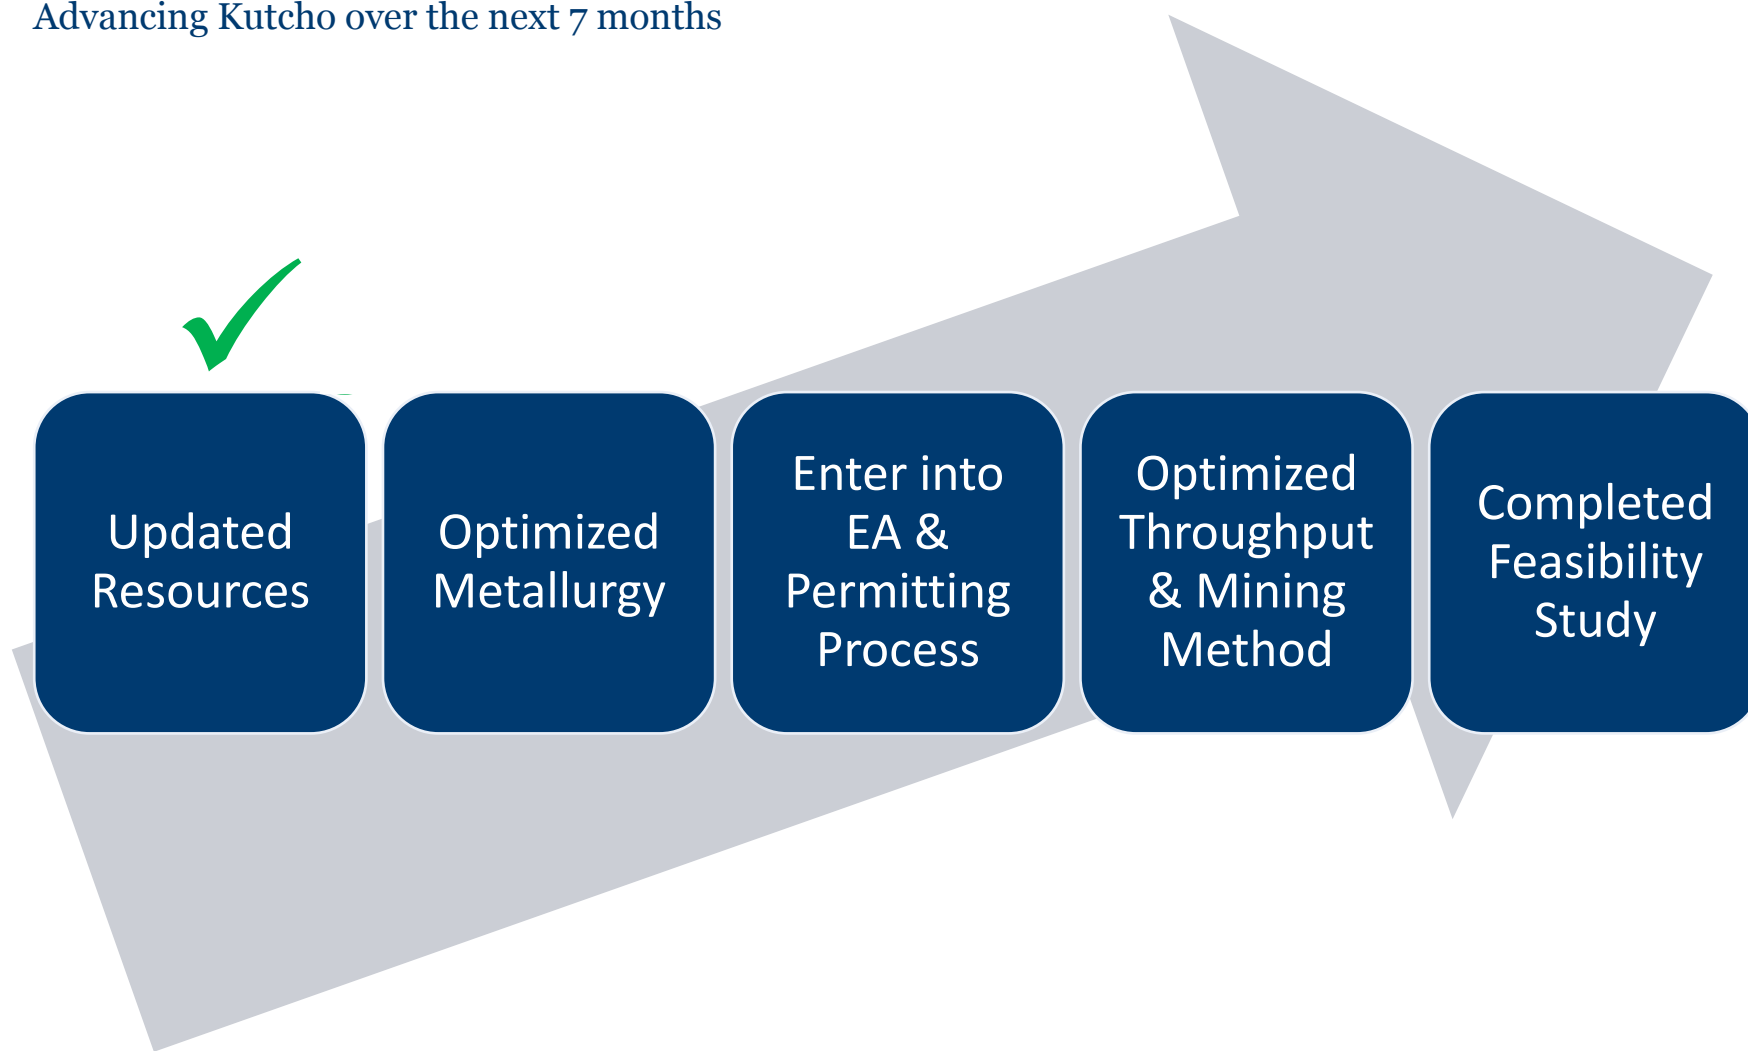 Advancing Kutcho over the next 7 months
Updated
Resources
Optimized
Metallurgy
Enter into
EA &
Permitting
Process
Optimized
Throughput
& Mining
Method
Completed
Feasibility
Study